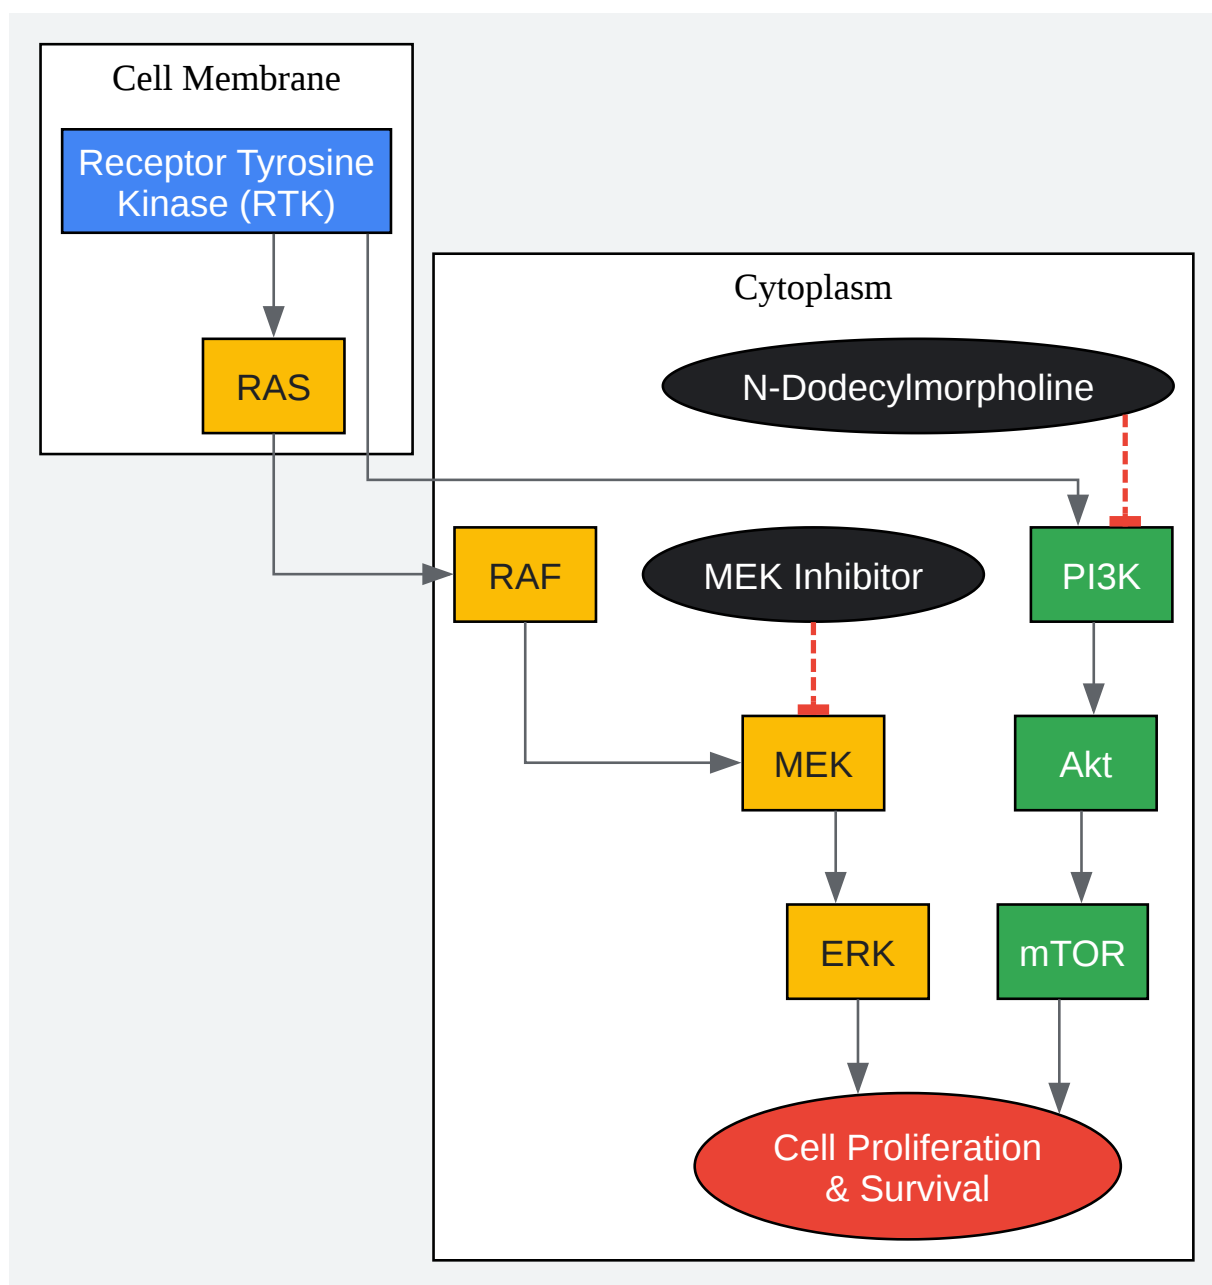 Cell Membrane
Receptor Tyrosine
Kinase (RTK)
Cytoplasm
RAS
N-Dodecylmorpholine
RAF
MEK Inhibitor
PI3K
MEK
Akt
ERK
mTOR
Cell Proliferation
& Survival